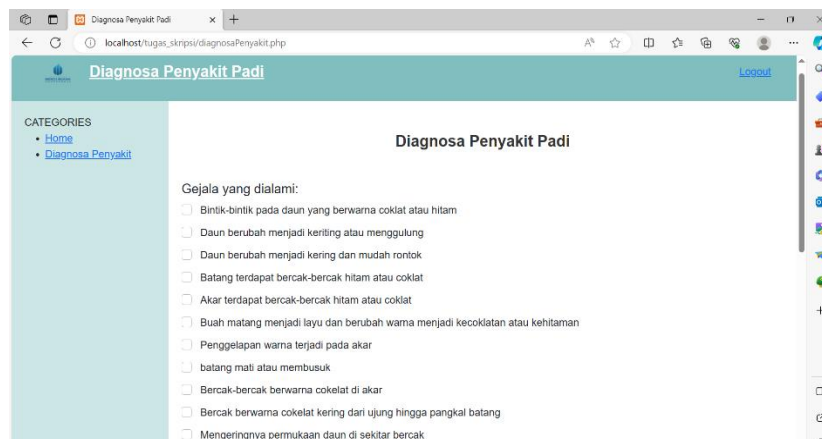 Diagnosa Penyakit Padi
localhost/tugas_skripsi/diagnosaPenyakit.php
Diagnosa Penyakit Padi
Logout
CATEGORIES
Home
Diagnosa Penyakit
Diagnosa Penyakit Padi
Gejala yang dialami:
Bintik-bintik pada daun yang berwarna coklat atau hitam
Daun berubah menjadi keriting atau menggulung
Daun berubah menjadi kering dan mudah rontok
Batang terdapat bercak-bercak hitam atau coklat
Akar terdapat bercak-bercak hitam atau coklat
Buah matang menjadi layu dan berubah warna menjadi kecoklatan atau kehitaman
Penggelapan warna terjadi pada akar
batang mati atau membusuk
Bercak-bercak berwarna cokelat di akar
Bercak berwarna cokelat kering dari ujung hingga pangkal batang
Mengeringnya permukaan daun di sekitar bercak